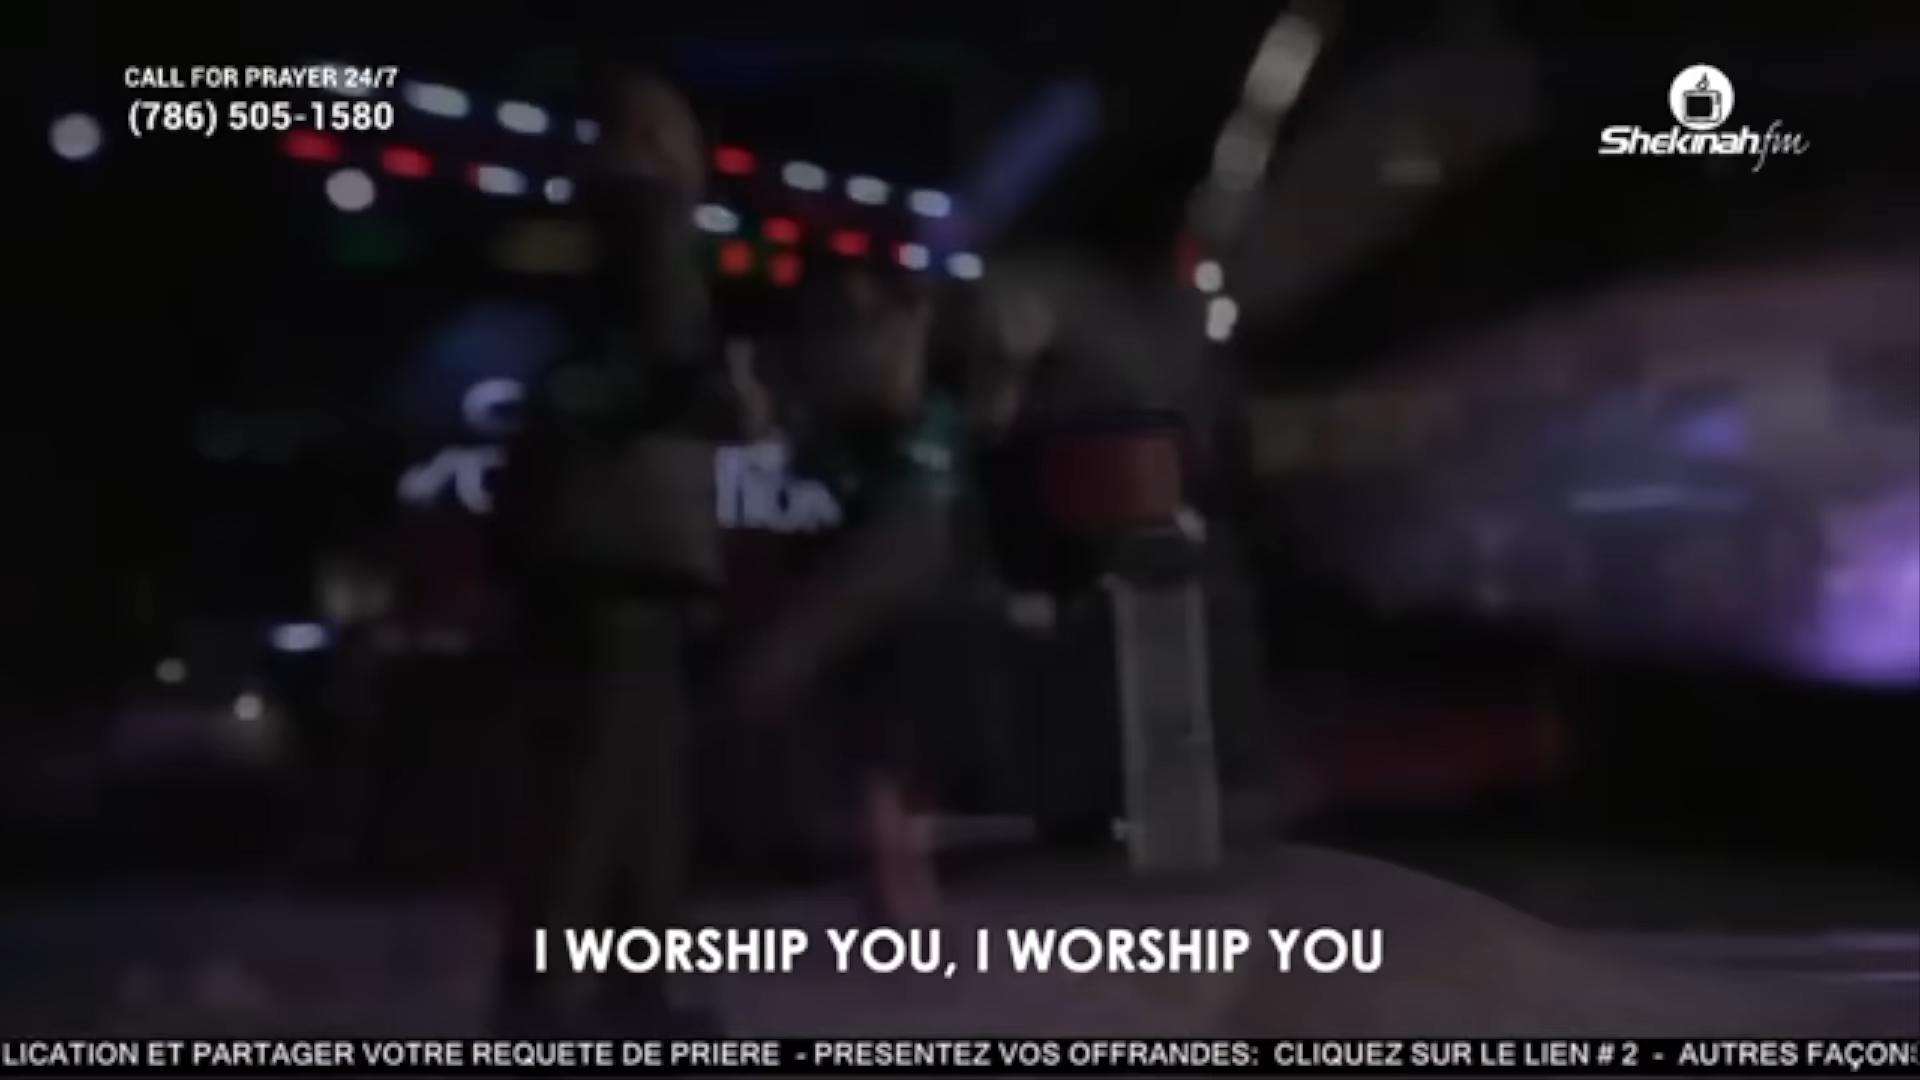 CALL FOR PRAYER 24/7
(786) 505-1580
Shekinah.fm
I WORSHIP YOU, I WORSHIP YOU
LICATION ET PARTAGER VOTRE REQUETE DE PRIERE - PRESENTEZ VOS OFFRANDES: CLIQUEZ SUR LE LIEN # 2 - AUTRES FAÇONS